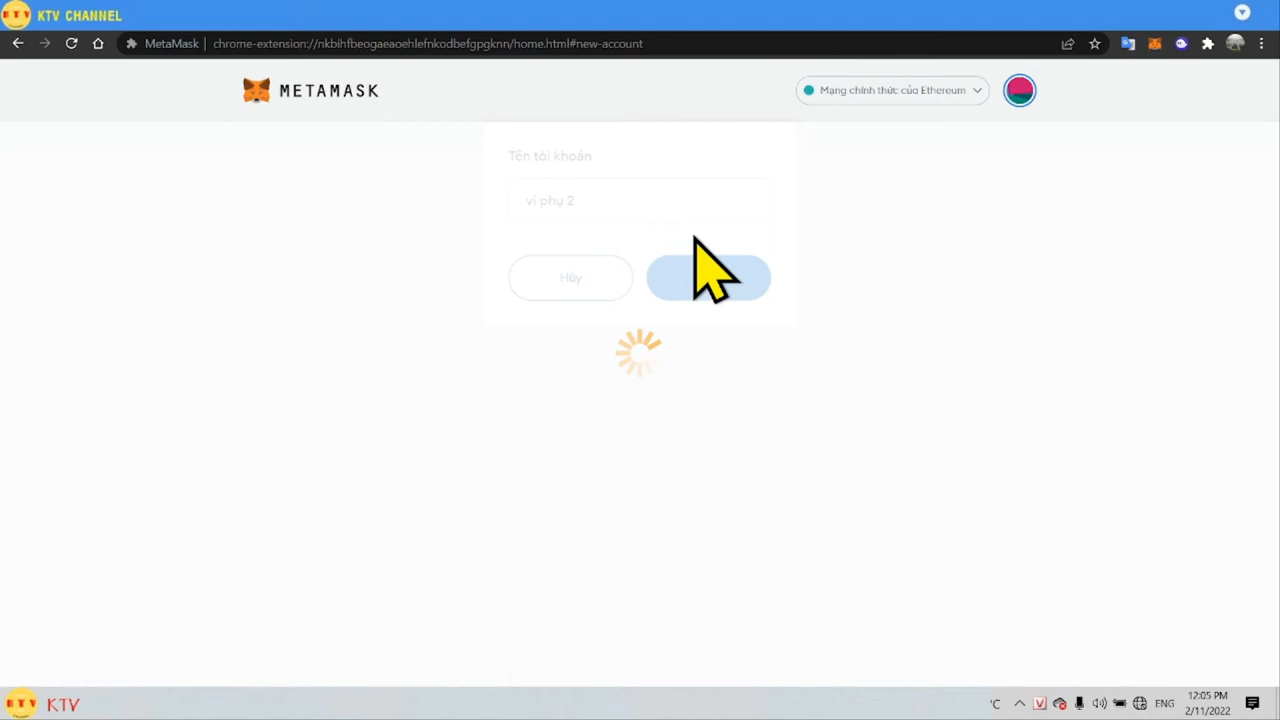 KTV CHANNEL
MetaMask | chrome-extension://nkbihfbeogaeaoehlefnkodbefgpgknn/home.html#new-account
METAMASK
Mạng chính thức của Ethereum
Tên tài khoản
ví phụ 2
Hủy
KTV
°C
ENG
12:05 PM
2/11/2022